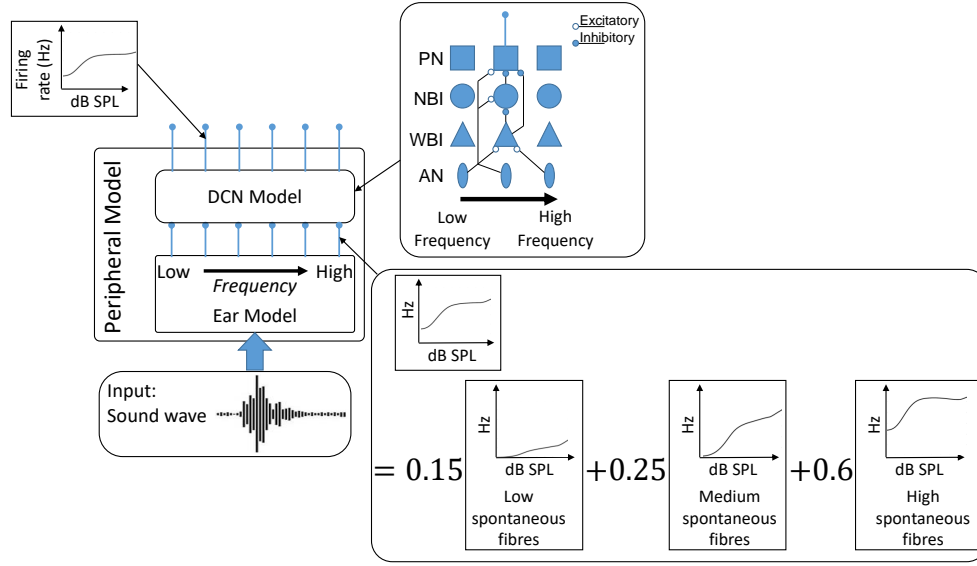 Firing
rate (Hz)
dB SPL
Excitatory
Inhibitory
PN
NBI
WBI
AN
Low
Frequency
High
Frequency
Peripheral Model
DCN Model
Low
High
Frequency
Ear Model
Input:
Sound wave
Hz
dB SPL
= 0.15
Hz
dB SPL
Low
spontaneous
fibres
+0.25
Hz
dB SPL
Medium
spontaneous
fibres
+0.6
Hz
dB SPL
High
spontaneous
fibres